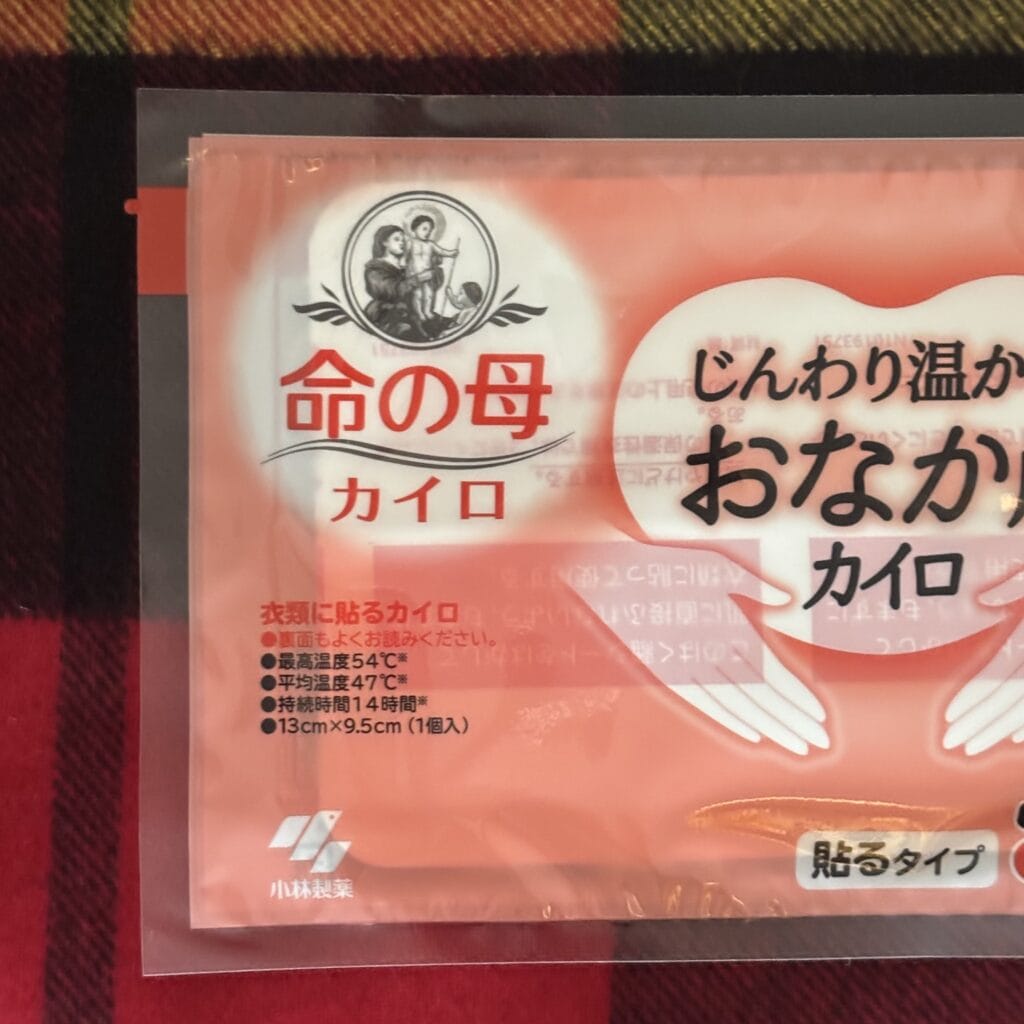 命の母
カイロ
じんわり温か
おなか
カイロ
衣類に貼るカイロ
●裏面もよくお読みください。
●最高温度54℃※
●平均温度47℃※
●持続時間14時間※
●13cm×9.5cm（1個入）
小林製薬
貼るタイプ